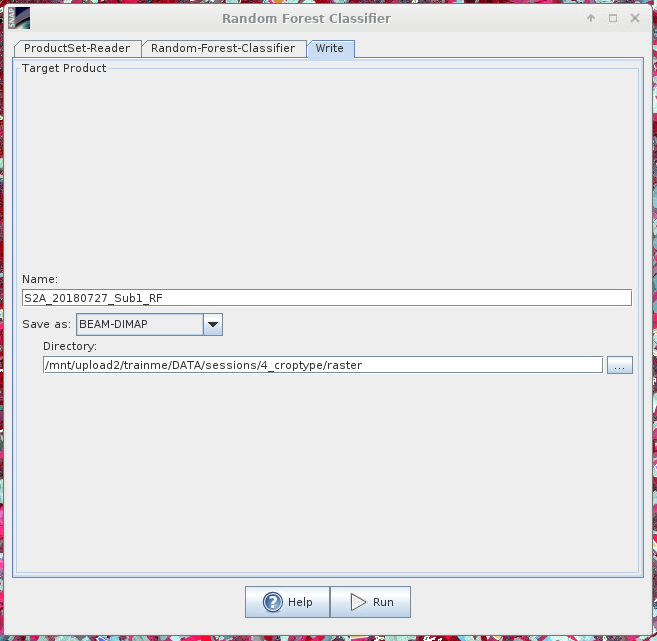 SNAP
Random Forest Classifier
ProductSet-Reader Random-Forest-Classifier Write
Target Product
Name:
S2A_20180727_Sub1_RF
Save as: BEAM-DIMAP
Directory:
/mnt/upload2/trainme/DATA/sessions/4_croptype/raster
...
Help Run